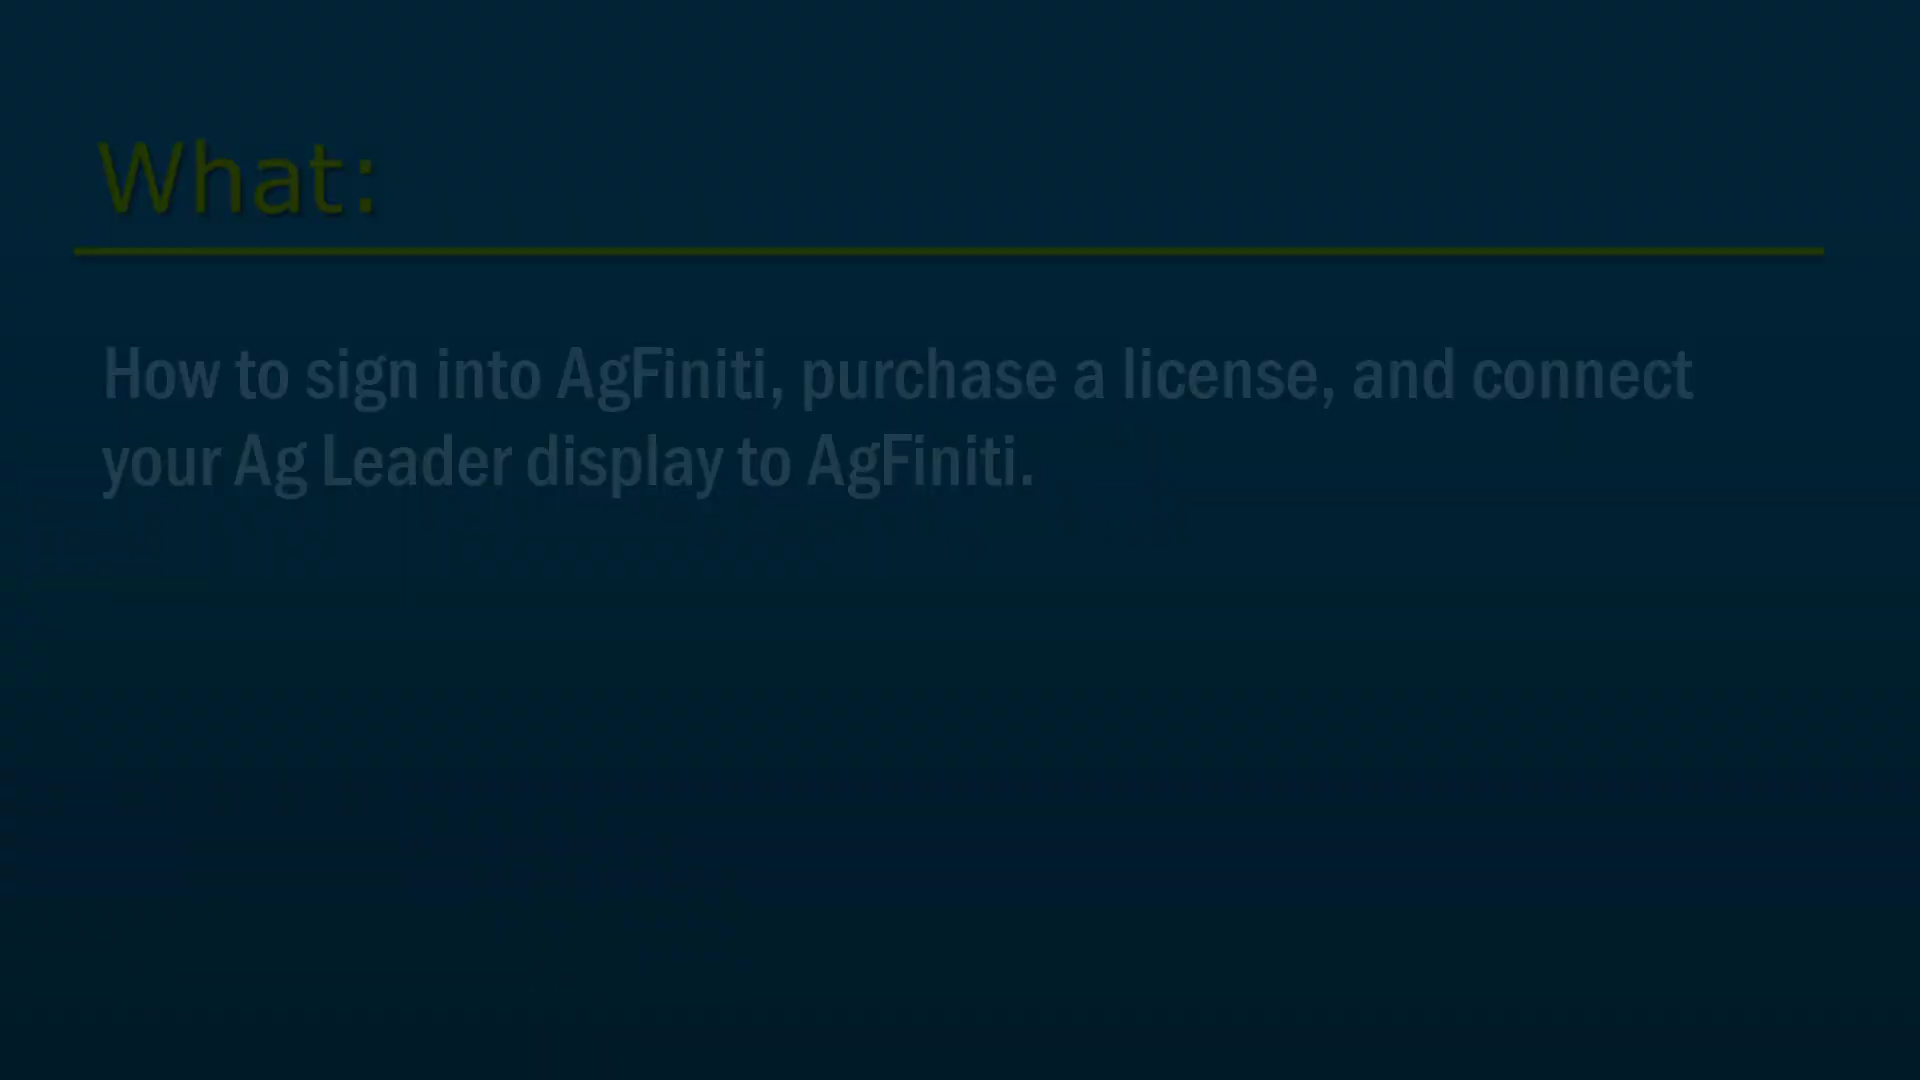 What:
How to sign into AgFiniti, purchase a license, and connect
your Ag Leader display to AgFiniti.